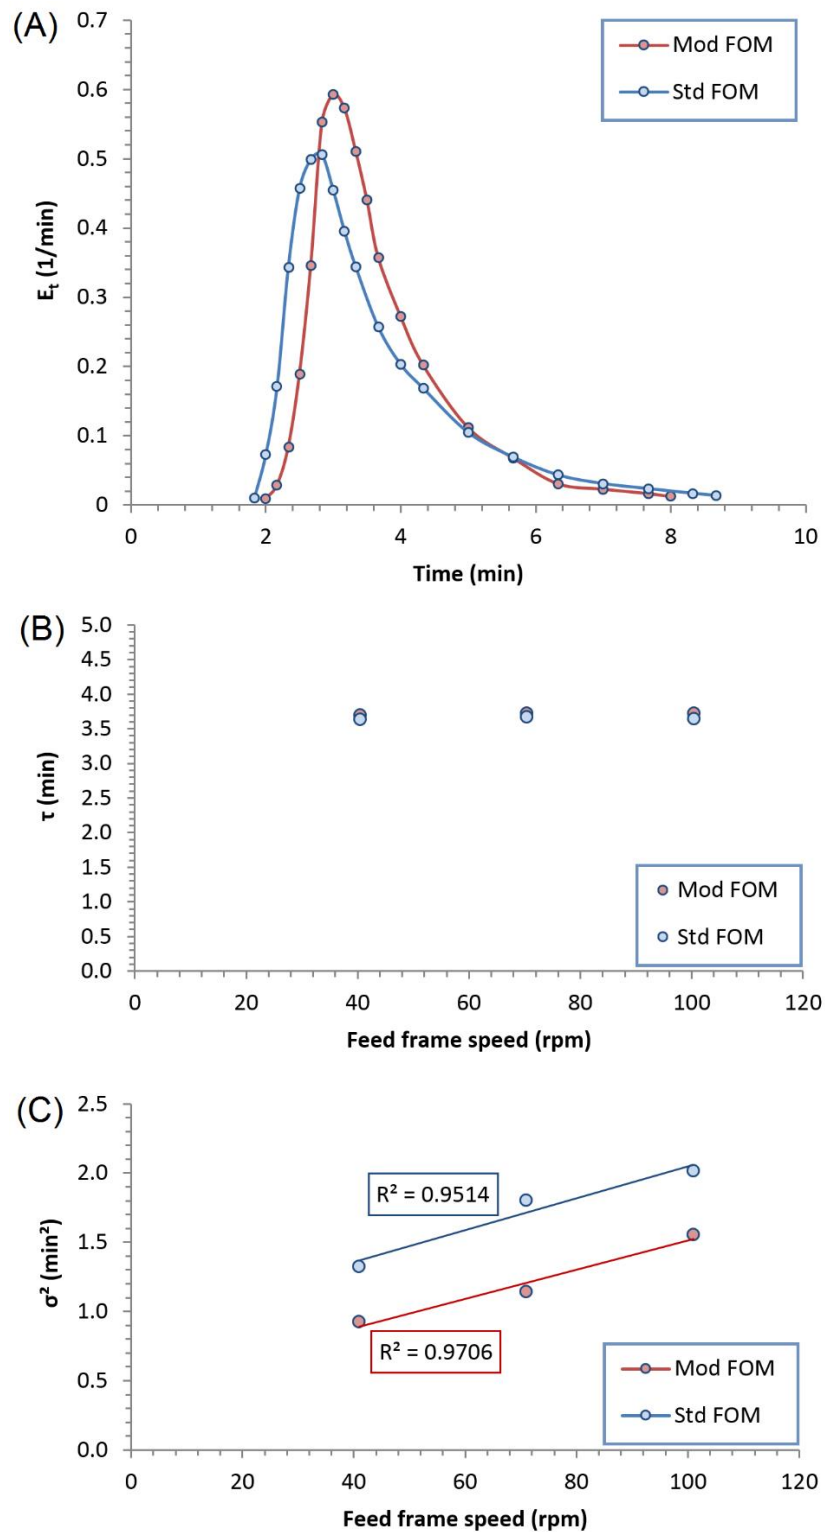 (A)
0.7
0.6
0.5
0.4
0.3
0.2
0.1
0
E_t (1/min)
Mod FOM
Std FOM
0 2 4 6 8 10
Time (min)
(B)
5.0
4.5
4.0
3.5
3.0
2.5
2.0
1.5
1.0
0.5
0.0
τ (min)
Mod FOM
Std FOM
0 20 40 60 80 100 120
Feed frame speed (rpm)
(C)
2.5
2.0
1.5
1.0
0.5
0.0
σ² (min²)
R² = 0.9514
R² = 0.9706
Mod FOM
Std FOM
0 20 40 60 80 100 120
Feed frame speed (rpm)